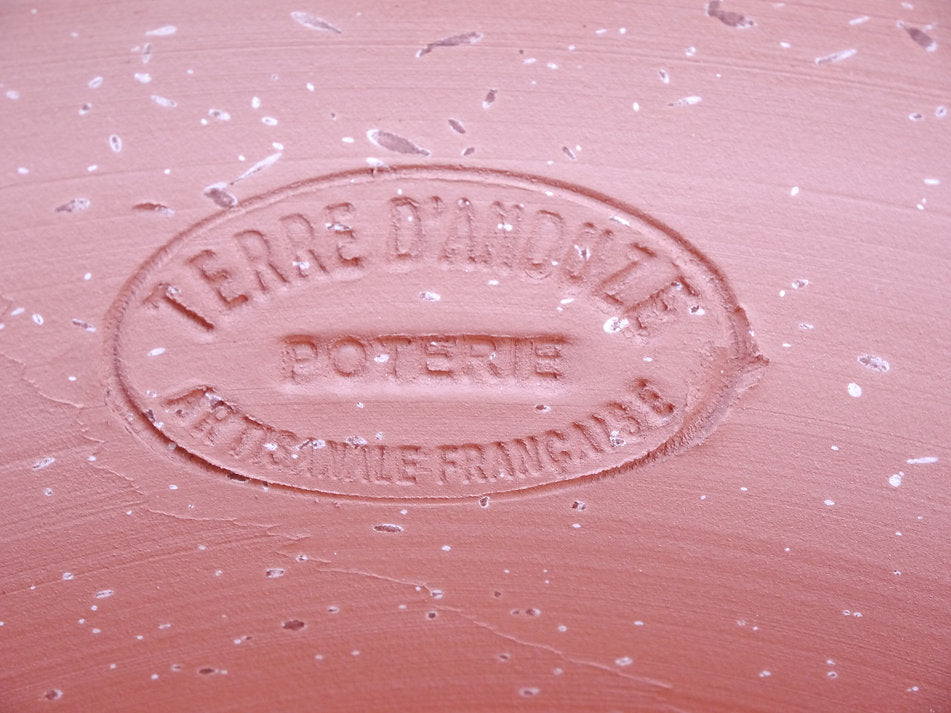 TERRE D'ANDUZE
POTERIE
ARTISANALE FRANÇAISE